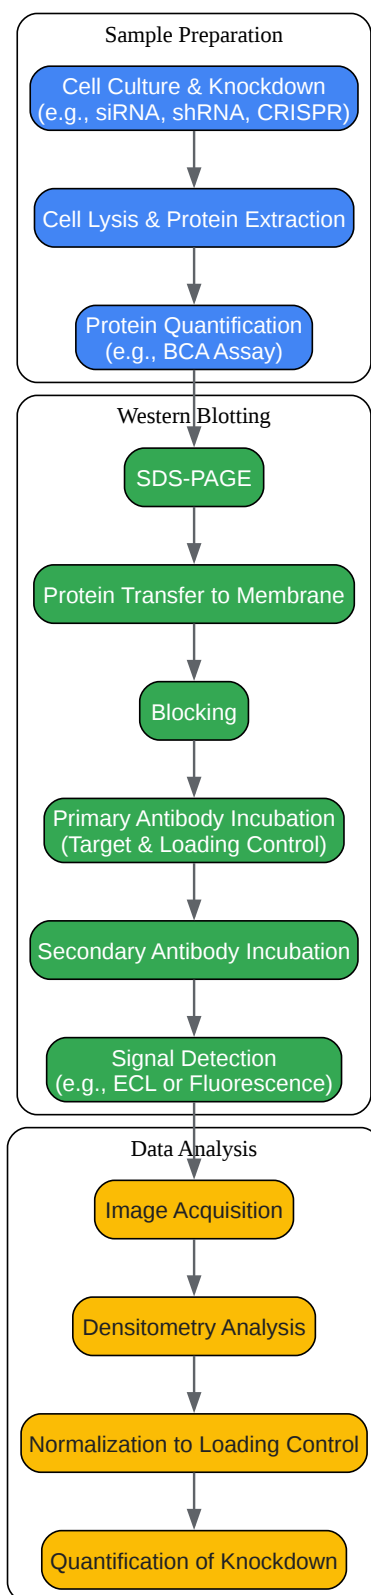 Sample Preparation
Cell Culture & Knockdown
(e.g., siRNA, shRNA, CRISPR)
Cell Lysis & Protein Extraction
Protein Quantification
(e.g., BCA Assay)
Western Blotting
SDS-PAGE
Protein Transfer to Membrane
Blocking
Primary Antibody Incubation
(Target & Loading Control)
Secondary Antibody Incubation
Signal Detection
(e.g., ECL or Fluorescence)
Data Analysis
Image Acquisition
Densitometry Analysis
Normalization to Loading Control
Quantification of Knockdown